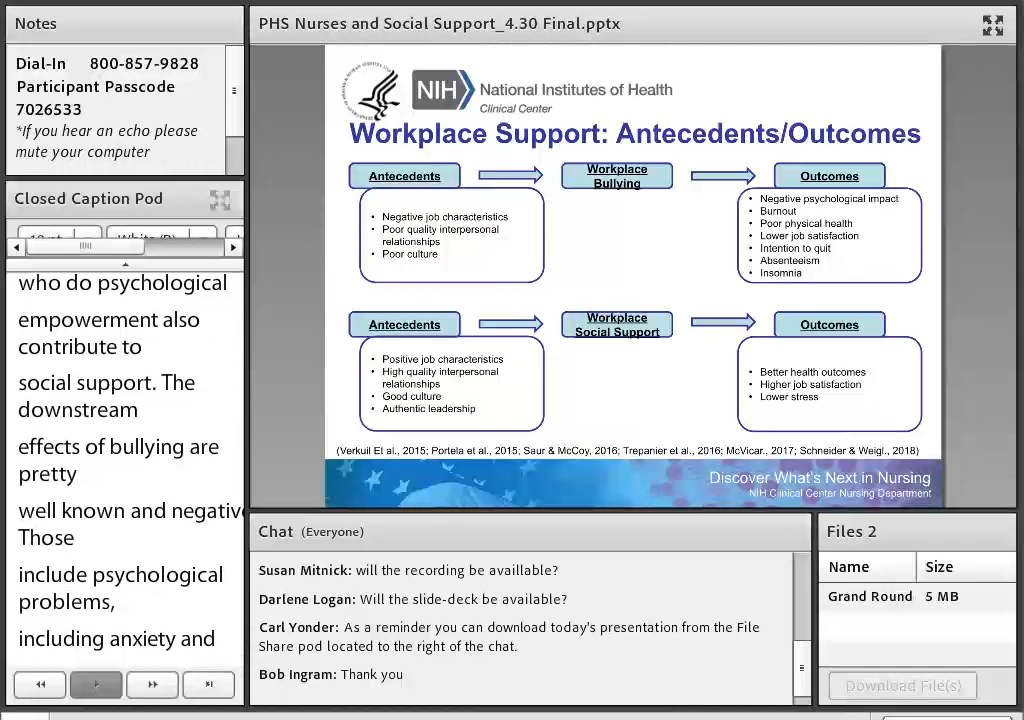 Notes
Dial-In 800-857-9828
Participant Passcode
7026533
*If you hear an echo please
mute your computer
Closed Caption Pod
who do psychological
empowerment also
contribute to
social support. The
downstream
effects of bullying are
pretty
well known and negative
Those
include psychological
problems,
including anxiety and
PHS Nurses and Social Support_4.30 Final.pptx
NIH National Institutes of Health
Clinical Center
Workplace Support: Antecedents/Outcomes
Antecedents
Workplace
Bullying
Outcomes
• Negative job characteristics
• Poor quality interpersonal
relationships
• Poor culture
• Negative psychological impact
• Burnout
• Poor physical health
• Lower job satisfaction
• Intention to quit
• Absenteeism
• Insomnia
Antecedents
Workplace
Social Support
Outcomes
• Positive job characteristics
• High quality interpersonal
relationships
• Good culture
• Authentic leadership
• Better health outcomes
• Higher job satisfaction
• Lower stress
(Verkuil Et al., 2015; Portela et al., 2015; Saur & McCoy, 2016; Trepanier et al., 2016; McVicar., 2017; Schneider & Weigl., 2018)
Discover What's Next in Nursing
NIH Clinical Center Nursing Department
Chat (Everyone)
Susan Mitnick: will the recording be availlable?
Darlene Logan: Will the slide-deck be available?
Carl Yonder: As a reminder you can download today's presentation from the File
Share pod located to the right of the chat.
Bob Ingram: Thank you
Files 2
Name Size
Grand Round 5 MB
Download File(s)